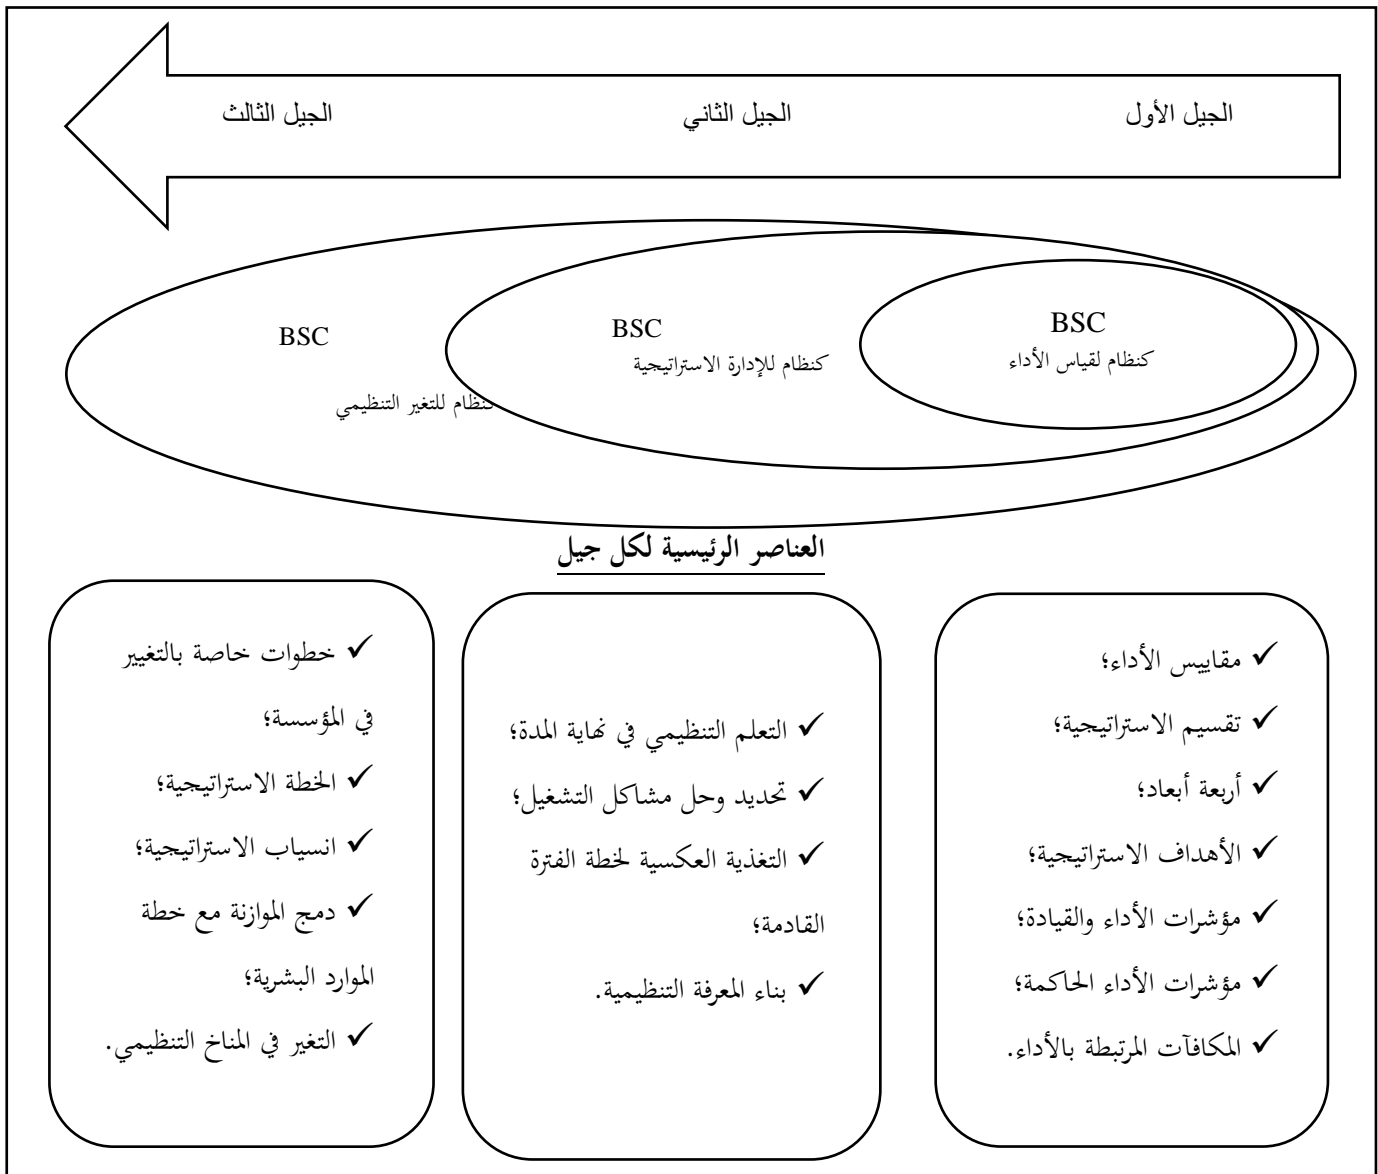 الجيل الأول
الجيل الثاني
الجيل الثالث
BSC
كنظام لقياس الأداء
BSC
كنظام للإدارة الاستراتيجية
BSC
كنظام للتغير التنظيمي
العناصر الرئيسية لكل جيل
✓ مقاييس الأداء؛
✓ تقسيم الاستراتيجية؛
✓ أربعة أبعاد؛
✓ الأهداف الاستراتيجية؛
✓ مؤشرات الأداء والقيادة؛
✓ مؤشرات الأداء الحاكمة؛
✓ المكافآت المرتبطة بالأداء.
✓ التعلم التنظيمي في نهاية المدة؛
✓ تحديد وحل مشاكل التشغيل؛
✓ التغذية العكسية لخطة الفترة
القادمة؛
✓ بناء المعرفة التنظيمية.
✓ خطوات خاصة بالتغيير
في المؤسسة؛
✓ الخطة الاستراتيجية؛
✓ انسياب الاستراتيجية؛
✓ دمج الموازنة مع خطة
الموارد البشرية؛
✓ التغير في المناخ التنظيمي.